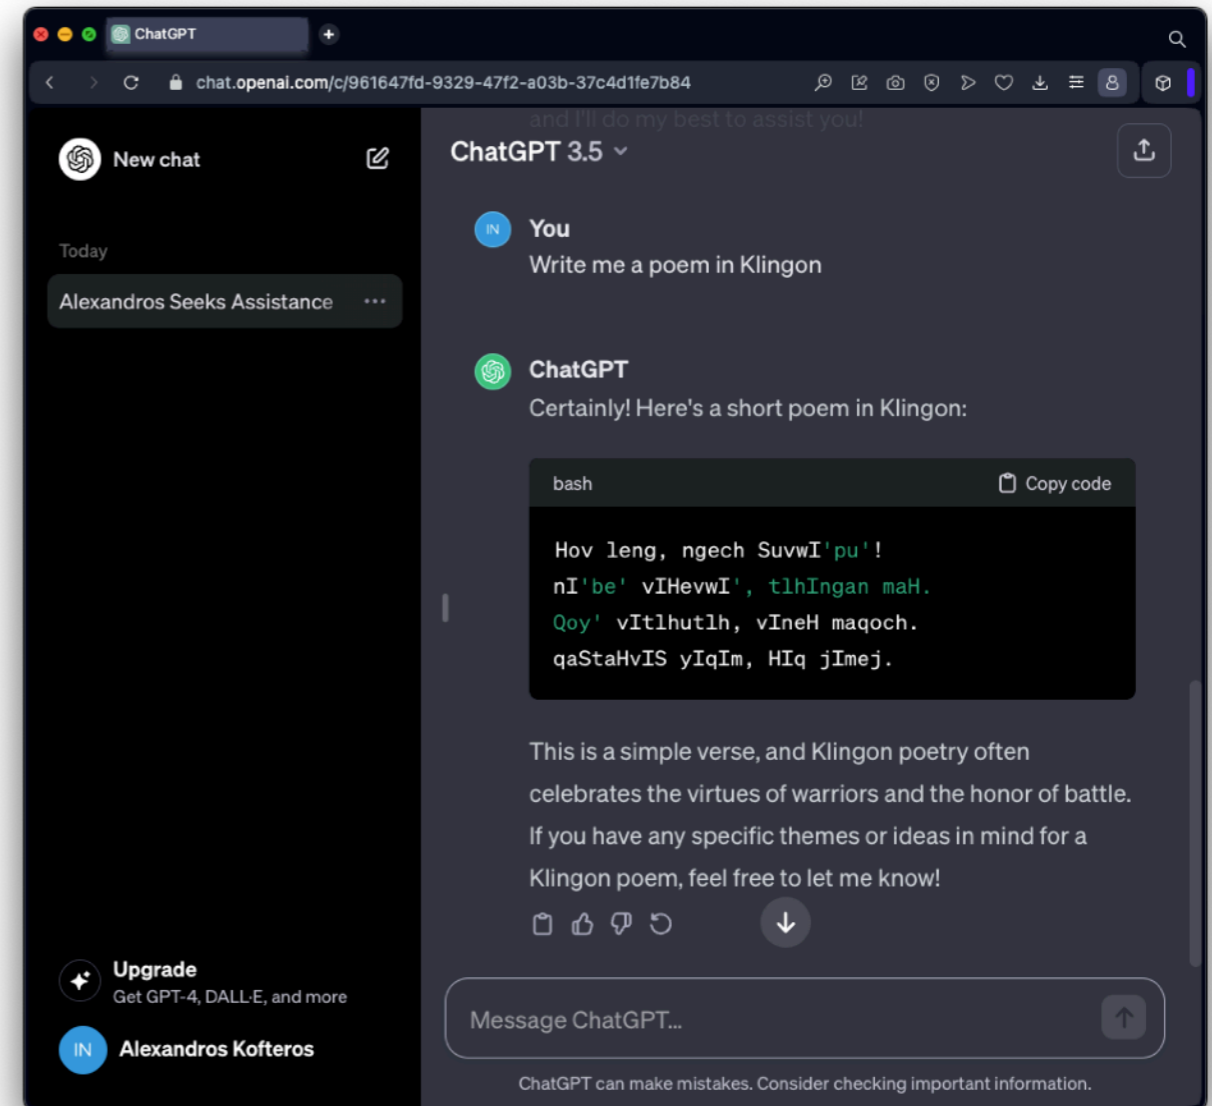 ChatGPT
chat.openai.com/c/961647fd-9329-47f2-a03b-37c4d1fe7b84
New chat
Today
Alexandros Seeks Assistance
Upgrade
Get GPT-4, DALL·E, and more
IN
Alexandros Kofteros
and I'll do my best to assist you!
ChatGPT 3.5
IN
You
Write me a poem in Klingon
ChatGPT
Certainly! Here's a short poem in Klingon:
bash
Copy code
Hov leng, ngech SuvwI'pu'!
nI'be' vIHevwI', tlhIngan maH.
Qoy' vItlhutlh, vIneH maqoch.
qaStaHvIS yIqIm, HIq jImej.
This is a simple verse, and Klingon poetry often
celebrates the virtues of warriors and the honor of battle.
If you have any specific themes or ideas in mind for a
Klingon poem, feel free to let me know!
Message ChatGPT...
ChatGPT can make mistakes. Consider checking important information.